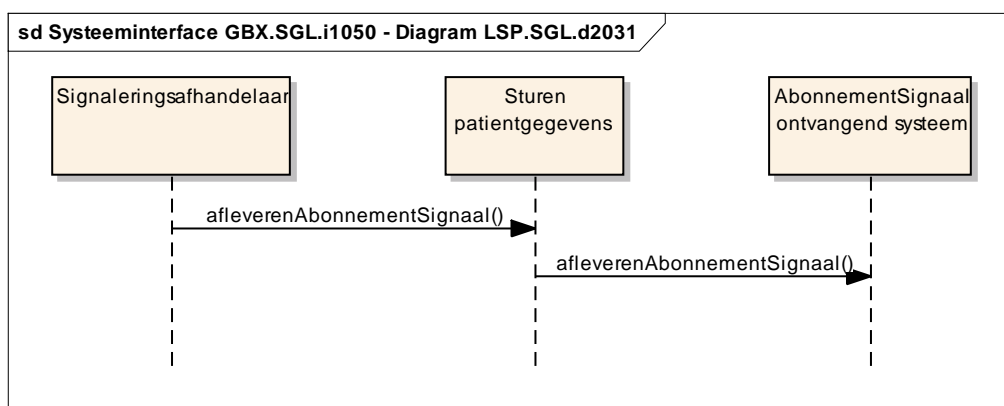 sd Systeeminterface GBX.SGL.i1050 - Diagram LSP.SGL.d2031
Signaleringsafhandelaar
Sturen
patientgegevens
AbonnementSignaal
ontvangend systeem
afleverenAbonnementSignaal()
afleverenAbonnementSignaal()